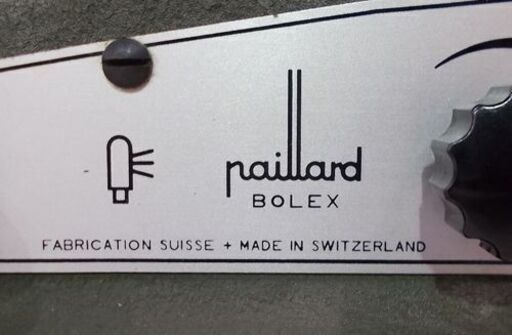 paillard
BOLEX
FABRICATION SUISSE + MADE IN SWITZERLAND